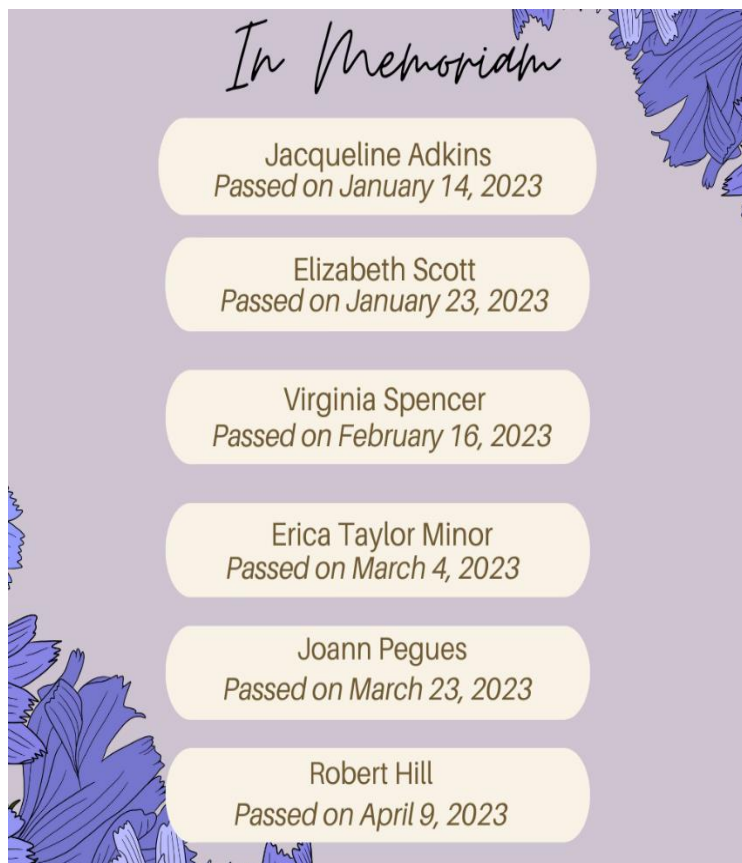 In Memoriam
Jacqueline Adkins
Passed on January 14, 2023
Elizabeth Scott
Passed on January 23, 2023
Virginia Spencer
Passed on February 16, 2023
Erica Taylor Minor
Passed on March 4, 2023
Joann Pegues
Passed on March 23, 2023
Robert Hill
Passed on April 9, 2023